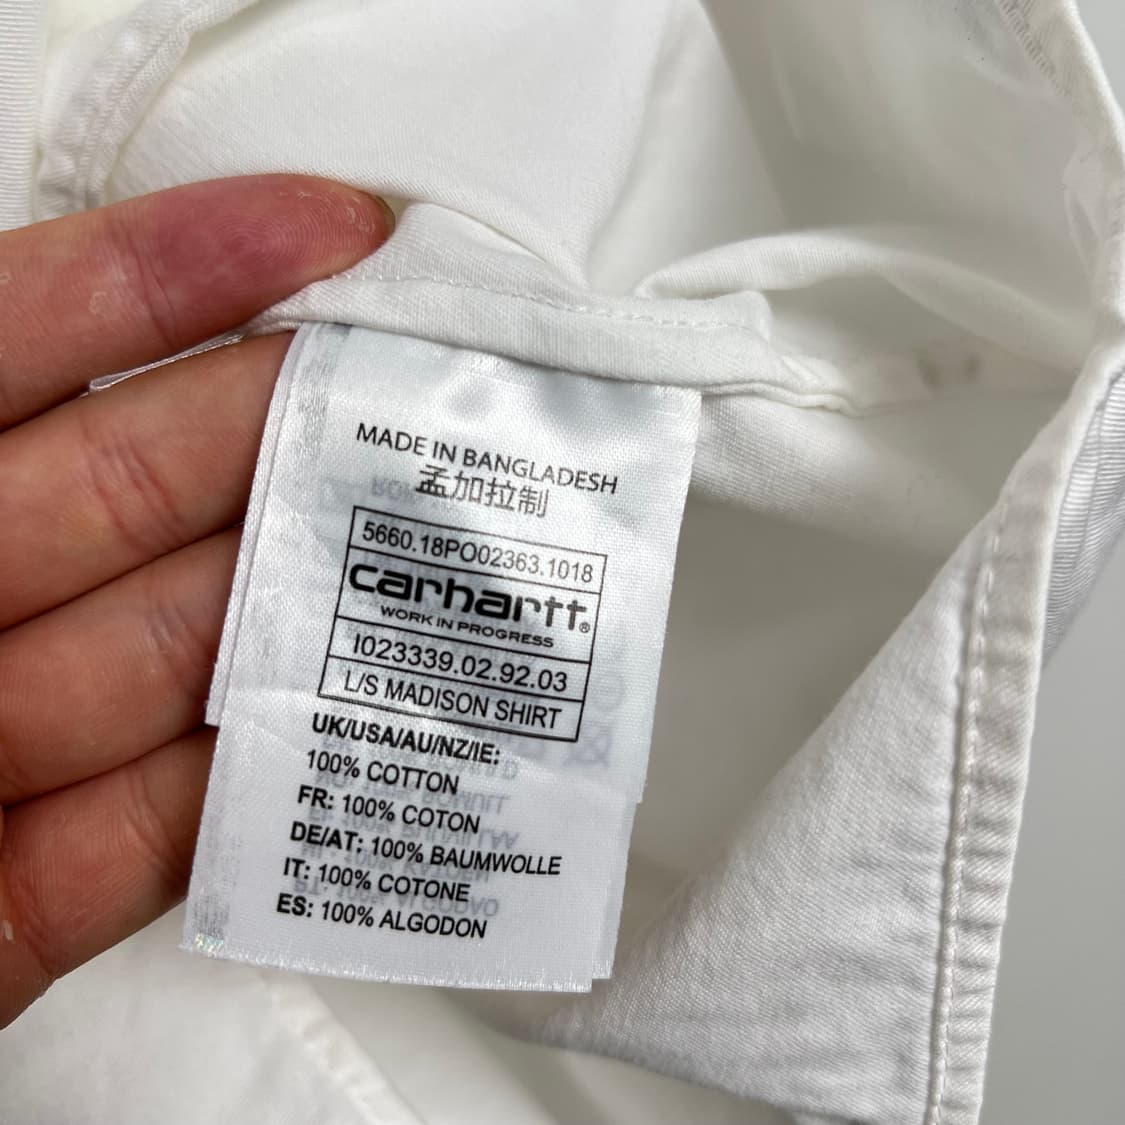 MADE IN BANGLADESH
孟加拉制
5660.18PO02363.1018
carhartt®
WORK IN PROGRESS
I023339.02.92.03
L/S MADISON SHIRT
UK/USA/AU/NZ/IE:
100% COTTON
FR: 100% COTON
DE/AT: 100% BAUMWOLLE
IT: 100% COTONE
ES: 100% ALGODON